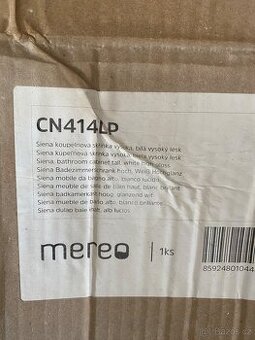 CN414LP
Siena koupelnová skříňka vysoká, bílá vysoký lesk
Siena kúpeľňová skrinka vysoká, biela vysoký lesk
Siena, bathroom cabinet tall, white high gloss
Siena Badezimmerschrank hoch, Weiß Hochglanz
Siena mobile da bagno alto, bianco lucido
Siena meuble de salle de bain haut, blanc brillant
Siena badkamerkast hoog, glanzend wit
Siena mueble de baño alto, blanco brillante
Siena dulap baie inalt, alb lucios
mereo
1ks
85924801044